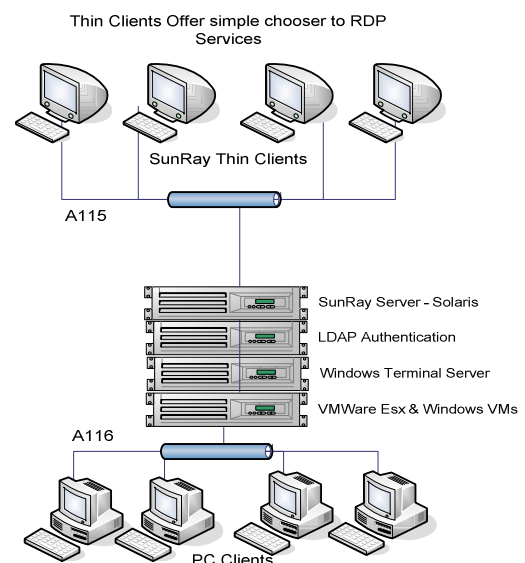 Thin Clients Offer simple chooser to RDP
Services
SunRay Thin Clients
A115
SunRay Server - Solaris
LDAP Authentication
Windows Terminal Server
VMWare Esx & Windows VMs
A116
PC Clients